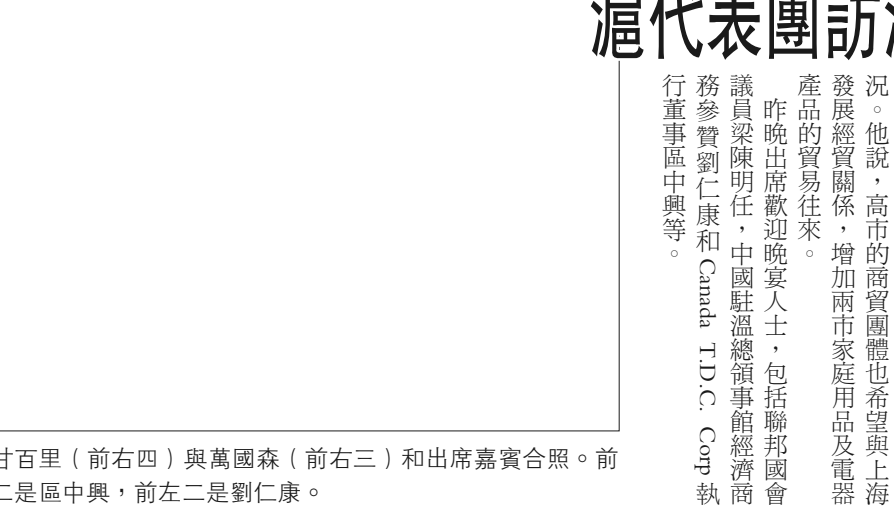 滬代表團訪
況。他說，高市的商貿團體也希望與上海
發展經貿關係，增加兩市家庭用品及電器
產品的貿易往來。
昨晚出席歡迎晚宴人士，包括聯邦國會
議員梁陳明任，中國駐溫總領事館經濟商
務參贊劉仁康和 Canada T.D.C. Corp 執
行董事區中興等。
甘百里（前右四）與萬國森（前右三）和出席嘉賓合照。前
二是區中興，前左二是劉仁康。